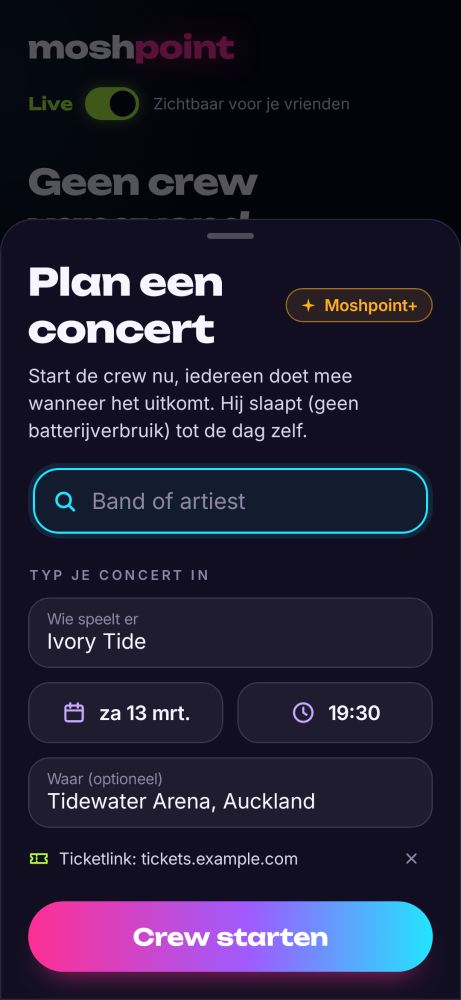 moshpoint
Live Zichtbaar voor je vrienden
Geen crew
Plan een
concert
Moshpoint+
Start de crew nu, iedereen doet mee
wanneer het uitkomt. Hij slaapt (geen
batterijverbruik) tot de dag zelf.
Band of artiest
TYP JE CONCERT IN
Wie speelt er
Ivory Tide
za 13 mrt.
19:30
Waar (optioneel)
Tidewater Arena, Auckland
Ticketlink: tickets.example.com
Crew starten